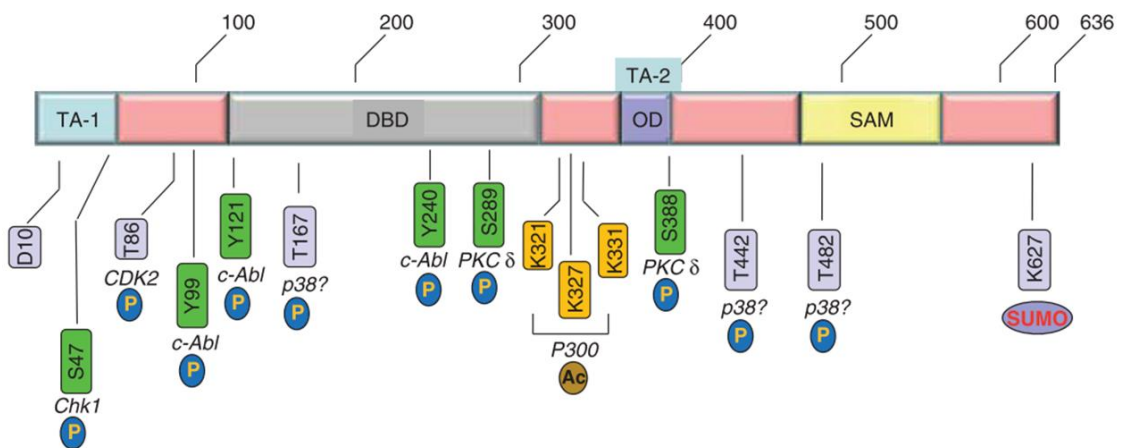 100 200 300 400 500 600 636
TA-2
TA-1 DBD OD SAM
D10
S47
Chk1
P
T86
CDK2
P
Y99
c-Abl
P
Y121
c-Abl
P
T167
p38?
P
Y240
c-Abl
P
S289
PKC δ
P
K321
K327
K331
P300
Ac
S388
PKC δ
P
T442
p38?
P
T482
p38?
P
K627
SUMO